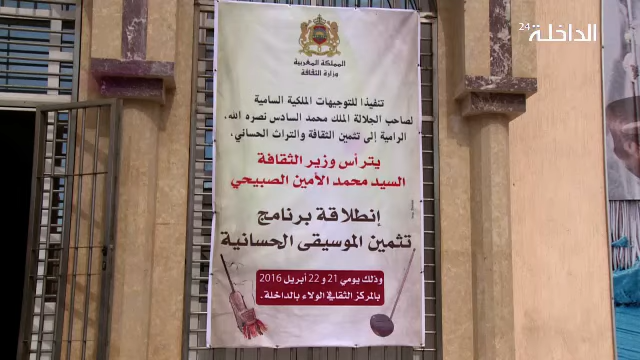 الداخلة 24
المملكة المغربية
وزارة الثقافة
تنفيذا للتوجيهات الملكية السامية
لصاحب الجلالة الملك محمد السادس نصره الله،
الرامية إلى تثمين الثقافة والتراث الحساني،
يترأس وزير الثقافة
السيد محمد الأمين الصبيحي
إنطلاقة برنامج
تثمين الموسيقى الحسانية
وذلك يومي 21 و 22 أبريل 2016
بالمركز الثقافي الولاء بالداخلة.